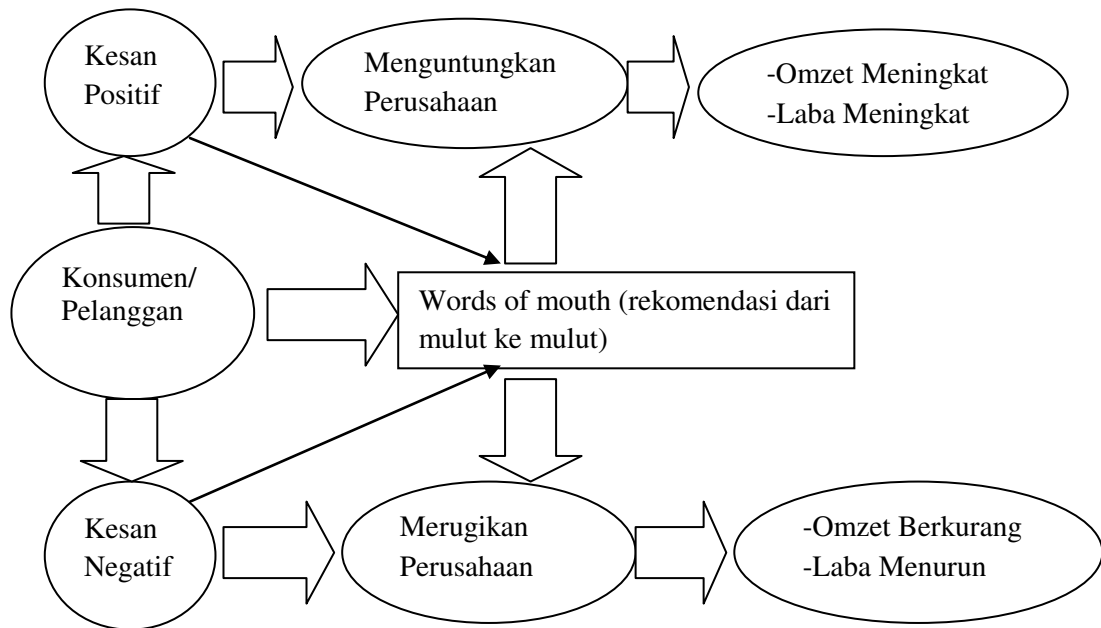 Kesan
Positif
Menguntungkan
Perusahaan
-Omzet Meningkat
-Laba Meningkat
Konsumen/
Pelanggan
Words of mouth (rekomendasi dari
mulut ke mulut)
Kesan
Negatif
Merugikan
Perusahaan
-Omzet Berkurang
-Laba Menurun